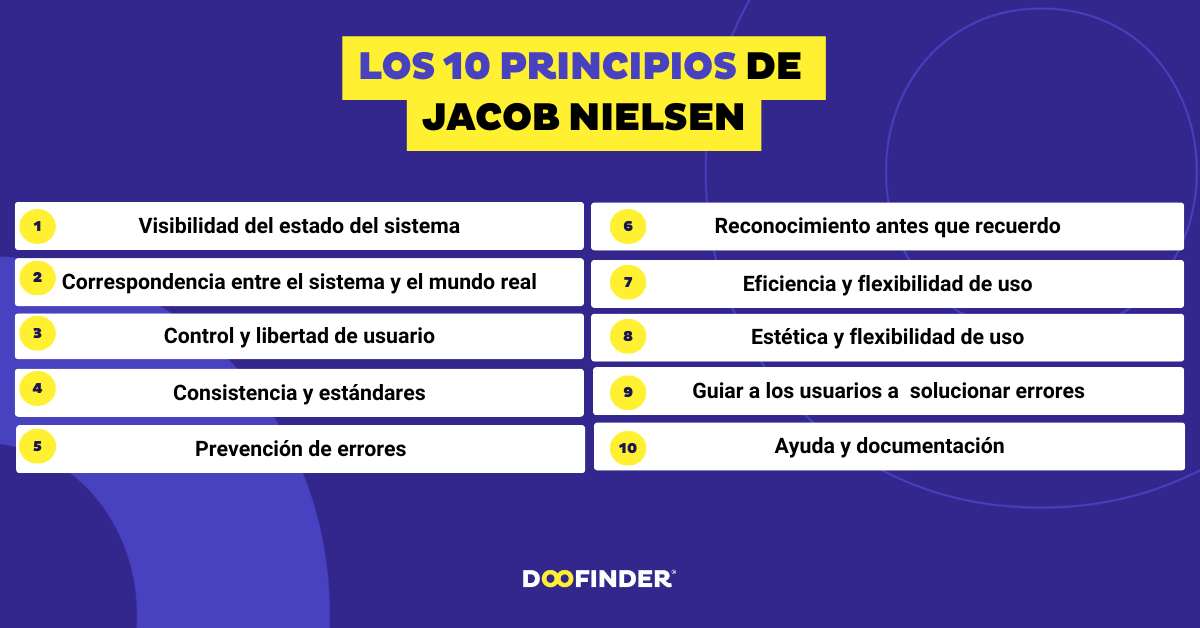 LOS 10 PRINCIPIOS DE
JACOB NIELSEN
1 Visibilidad del estado del sistema
2 Correspondencia entre el sistema y el mundo real
3 Control y libertad de usuario
4 Consistencia y estándares
5 Prevención de errores
6 Reconocimiento antes que recuerdo
7 Eficiencia y flexibilidad de uso
8 Estética y flexibilidad de uso
9 Guiar a los usuarios a  solucionar errores
10 Ayuda y documentación
DOOFINDER®